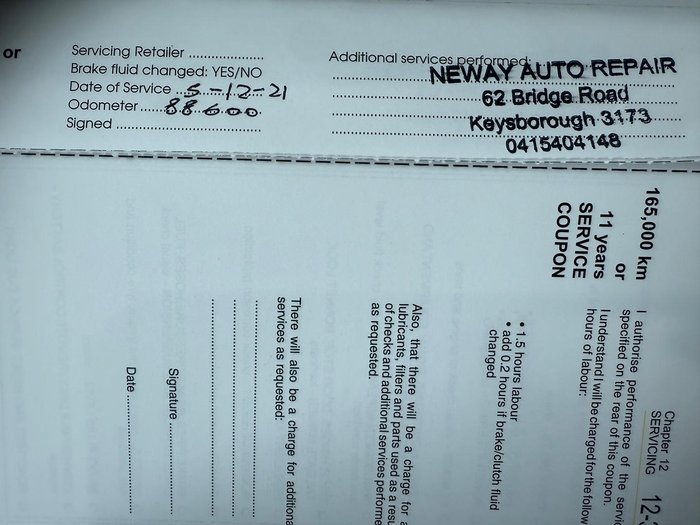 or
Servicing Retailer
Brake fluid changed: YES/NO
Date of Service 5-12-21
Odometer 88600
Signed
Additional services performed:
NEWAY AUTO REPAIR
62 Bridge Road
Keysborough 3173
0415404148
165,000 km
or
11 years
SERVICE
COUPON
Chapter 12
SERVICING
12-
I authorise performance of the servi
specified on the rear of this coupon.
I understand I will be charged for the follow
hours of labour:
• 1.5 hours labour
• add 0.2 hours if brake/clutch fluid
changed
Also, that there will be a charge for a
lubricants, filters and parts used as a resu
of checks and additional services performe
as requested.
There will also be a charge for additiona
services as requested:
Signature
Date